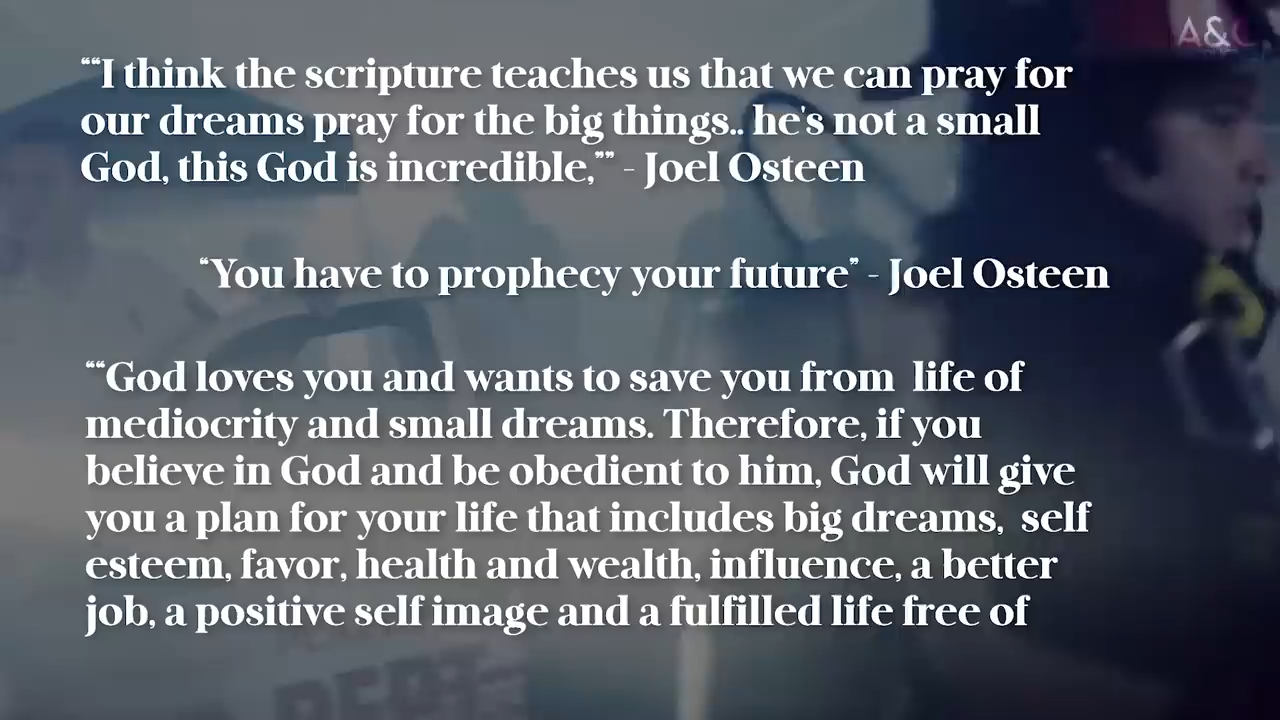 A&
““I think the scripture teaches us that we can pray for
our dreams pray for the big things.. he's not a small
God, this God is incredible,”” - Joel Osteen
“You have to prophecy your future” - Joel Osteen
““God loves you and wants to save you from  life of
mediocrity and small dreams. Therefore, if you
believe in God and be obedient to him, God will give
you a plan for your life that includes big dreams,  self
esteem, favor, health and wealth, influence, a better
job, a positive self image and a fulfilled life free of
DEPT